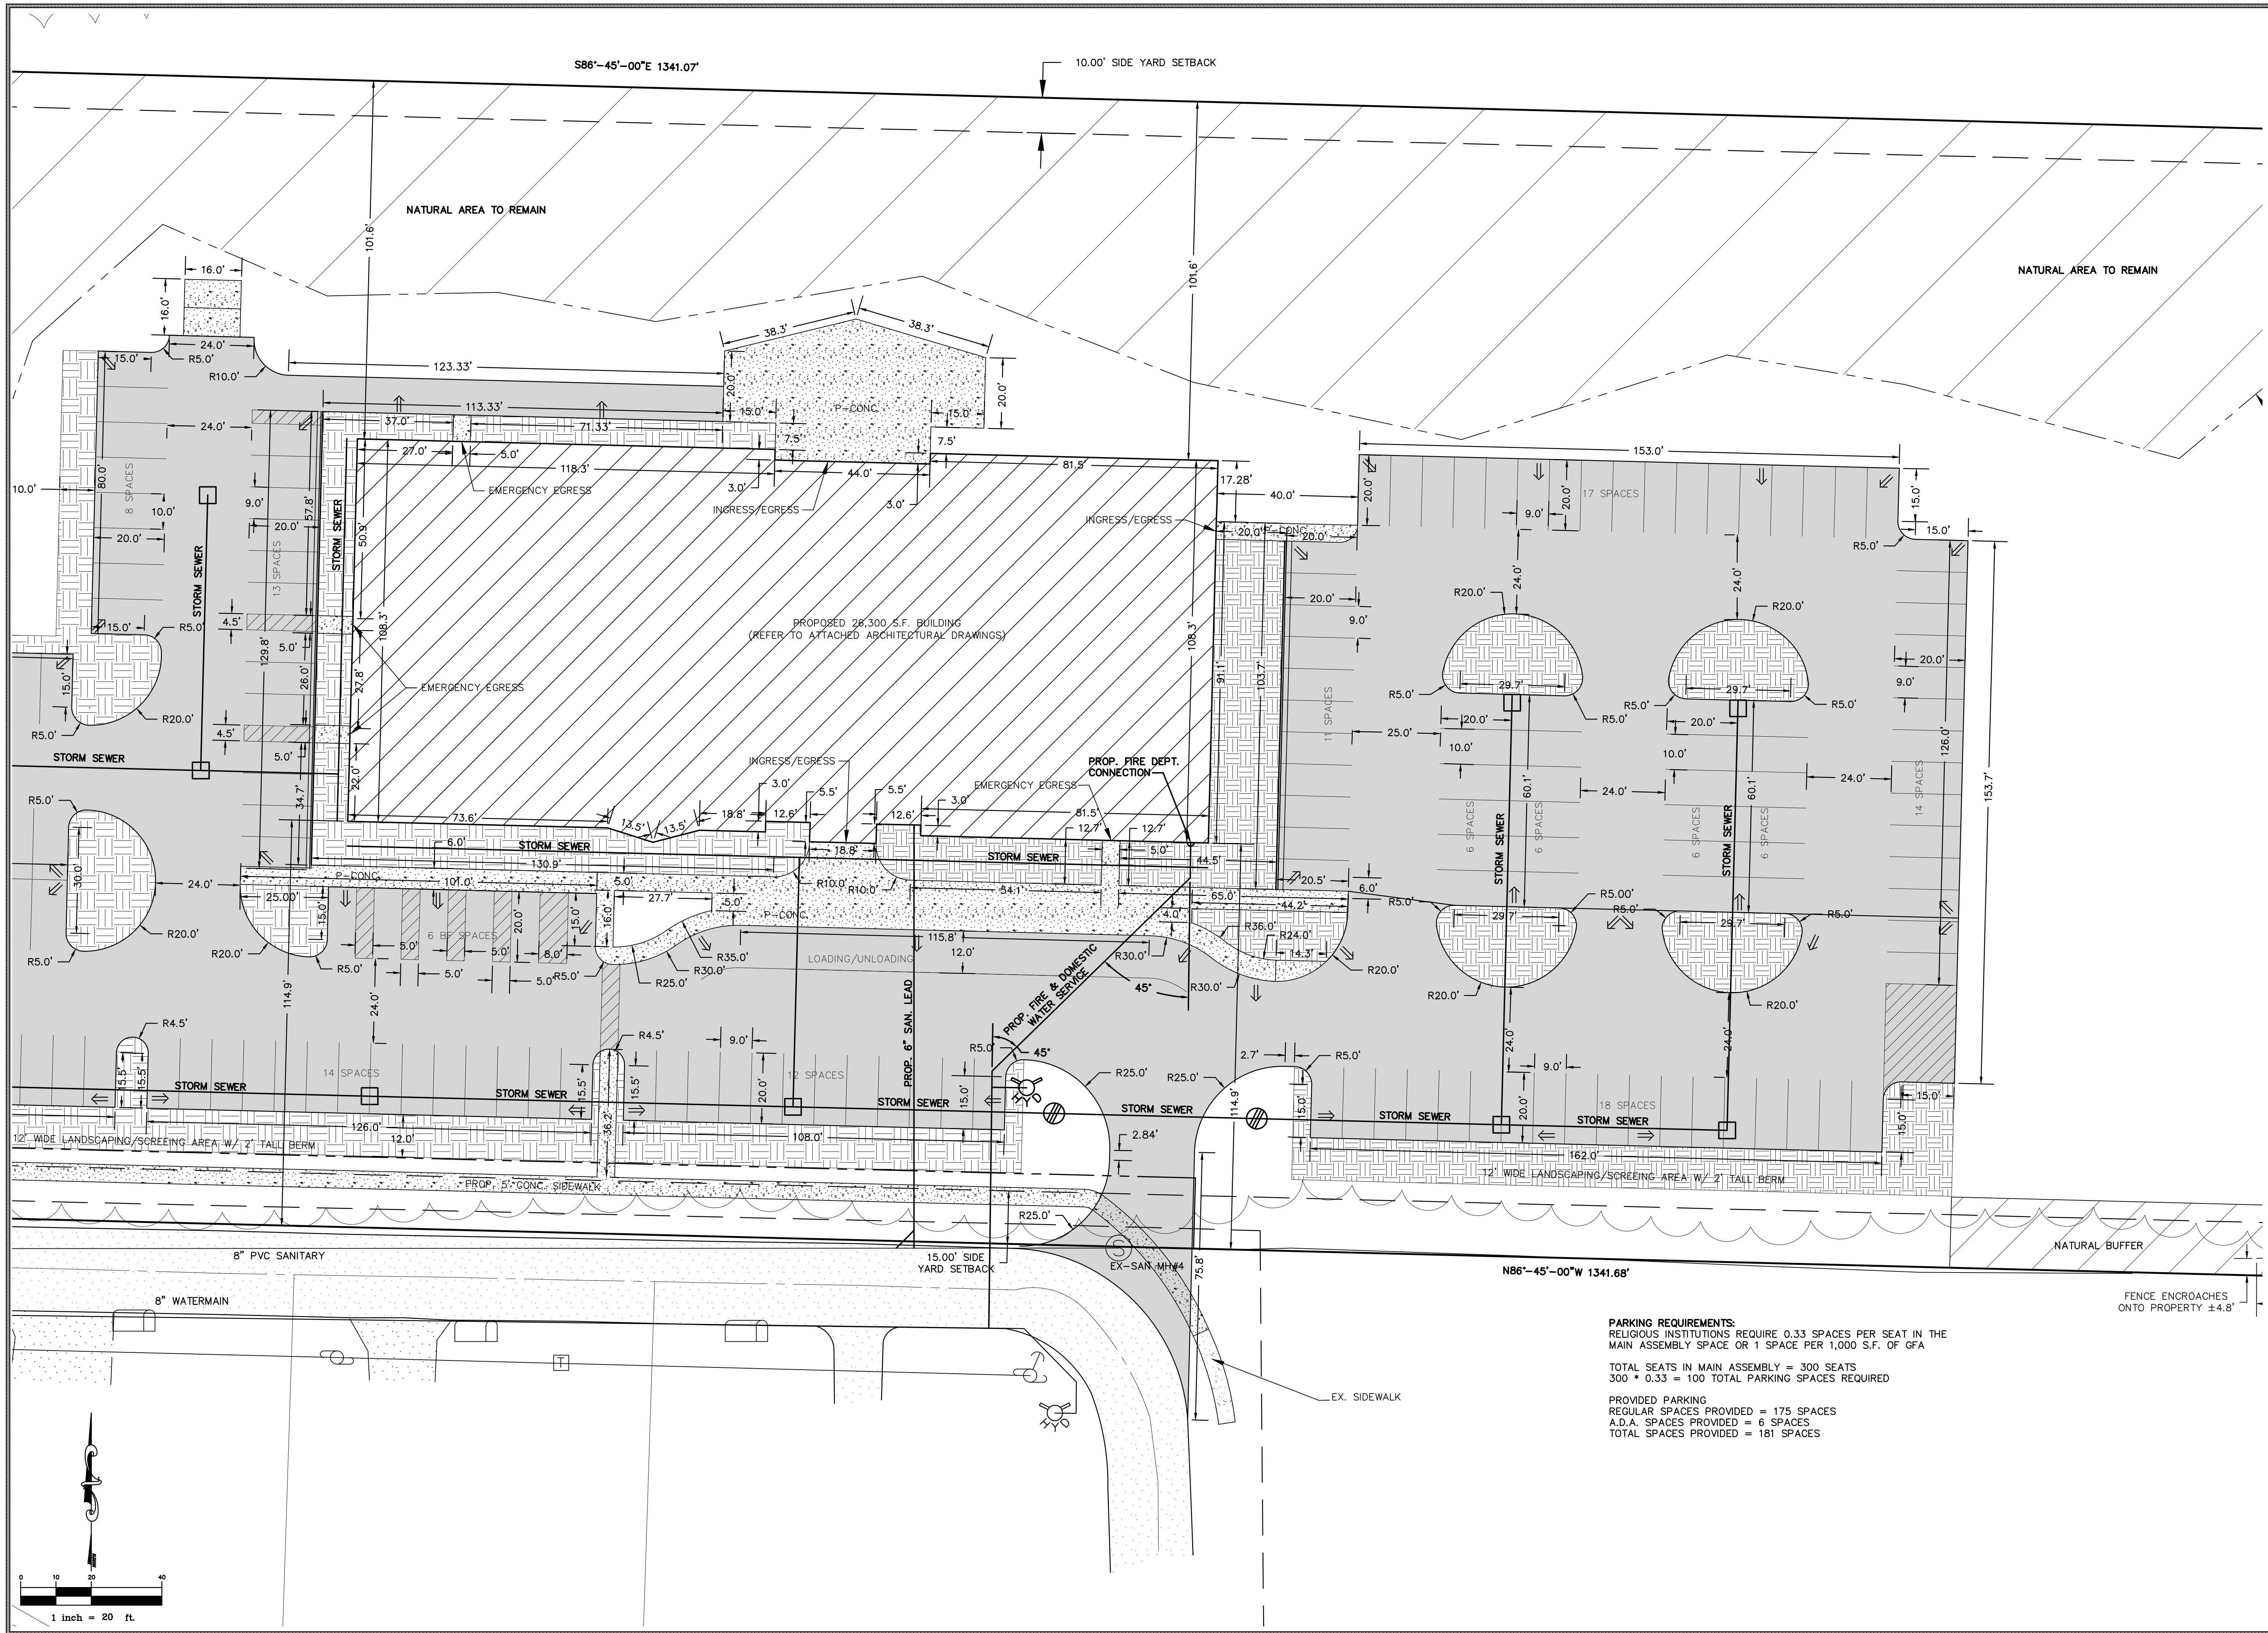 S86°-45'-00"E 1341.07'
10.00' SIDE YARD SETBACK
NATURAL AREA TO REMAIN
NATURAL AREA TO REMAIN
101.6'
101.6'
16.0'
16.0'
24.0'
15.0'
R5.0'
R10.0'
123.33'
38.3'
38.3'
20.0'
20.0'
P-CONC.
15.0'
15.0'
7.5'
7.5'
113.33'
37.0'
71.33'
27.0'
5.0'
118.3'
3.0'
44.0'
3.0'
81.5'
EMERGENCY EGRESS
INGRESS/EGRESS
INGRESS/EGRESS
17.28'
40.0'
20.0'
P-CONC.
20.0'
153.0'
20.0'
20.0'
17 SPACES
9.0'
15.0'
15.0'
R5.0'
10.0'
80.0'
8 SPACES
10.0'
20.0'
24.0'
9.0'
20.0'
57.8'
13 SPACES
STORM SEWER
STORM SEWER
50.9'
108.3'
4.5'
5.0'
129.8'
26.0'
27.8'
4.5'
5.0'
34.7'
22.0'
EMERGENCY EGRESS
PROPOSED 26,300 S.F. BUILDING
(REFER TO ATTACHED ARCHITECTURAL DRAWINGS)
108.3'
91.1'
103.7'
20.0'
9.0'
11 SPACES
25.0'
15.0'
R5.0'
15.0'
R20.0'
R5.0'
STORM SEWER
24.0'
24.0'
R20.0'
R20.0'
29.7'
29.7'
R5.0'
R5.0'
R5.0'
R5.0'
20.0'
20.0'
10.0'
10.0'
60.1'
60.1'
24.0'
24.0'
6 SPACES
6 SPACES
6 SPACES
6 SPACES
STORM SEWER
STORM SEWER
20.0'
9.0'
126.0'
14 SPACES
153.7'
INGRESS/EGRESS
PROP. FIRE DEPT.
CONNECTION
EMERGENCY EGRESS
73.6'
13.5'
13.5'
18.8'
3.0'
12.6'
5.5'
5.5'
12.6'
3.0'
81.5'
12.7'
12.7'
18.8'
5.0'
44.5'
6.0'
STORM SEWER
STORM SEWER
130.9'
P-CONC.
101.0'
5.0'
27.7'
5.0'
R10.0'
R10.0'
54.1'
65.0'
44.2'
20.5'
6.0'
4.0'
P-CONC.
R5.0'
30.0'
24.0'
R20.0'
R5.0'
25.00'
15.0'
R20.0'
R5.0'
6 BF SPACES
5.0'
5.0'
5.0'
5.0'
8.0'
20.0'
15.0'
16.0'
R5.0'
R25.0'
R30.0'
R35.0'
115.8'
LOADING/UNLOADING
12.0'
R30.0'
R36.0'
R24.0'
14.3'
R20.0'
R30.0'
45°
PROP. FIRE & DOMESTIC
WATER SERVICE
PROP. 6" SAN. LEAD
R5.0'
R5.00'
R5.0'
R5.0'
29.7'
29.7'
R20.0'
R20.0'
24.0'
24.0'
114.9'
24.0'
R4.5'
R4.5'
15.5'
15.5'
14 SPACES
STORM SEWER
STORM SEWER
15.5'
15.5'
9.0'
20.0'
12 SPACES
15.0'
STORM SEWER
R5.0'
45°
HYD
R25.0'
R25.0'
STORM SEWER
2.7'
R5.0'
15.0'
114.9'
STORM SEWER
STORM SEWER
9.0'
20.0'
18 SPACES
15.0'
15.0'
126.0'
12.0'
36.2'
108.0'
2.84'
162.0'
12' WIDE LANDSCAPING/SCREEING AREA W/ 2' TALL BERM
12' WIDE LANDSCAPING/SCREEING AREA W/ 2' TALL BERM
PROP. 5' CONC. SIDEWALK
R25.0'
8" PVC SANITARY
15.00' SIDE
YARD SETBACK
S
EX-SAN MH#4
75.8'
N86°-45'-00"W 1341.68'
NATURAL BUFFER
FENCE ENCROACHES
ONTO PROPERTY ±4.8'
8" WATERMAIN
T
HYD
EX. SIDEWALK
PARKING REQUIREMENTS:
RELIGIOUS INSTITUTIONS REQUIRE 0.33 SPACES PER SEAT IN THE
MAIN ASSEMBLY SPACE OR 1 SPACE PER 1,000 S.F. OF GFA
TOTAL SEATS IN MAIN ASSEMBLY = 300 SEATS
300 * 0.33 = 100 TOTAL PARKING SPACES REQUIRED
PROVIDED PARKING
REGULAR SPACES PROVIDED = 175 SPACES
A.D.A. SPACES PROVIDED = 6 SPACES
TOTAL SPACES PROVIDED = 181 SPACES
0 10 20 40
1 inch = 20 ft.